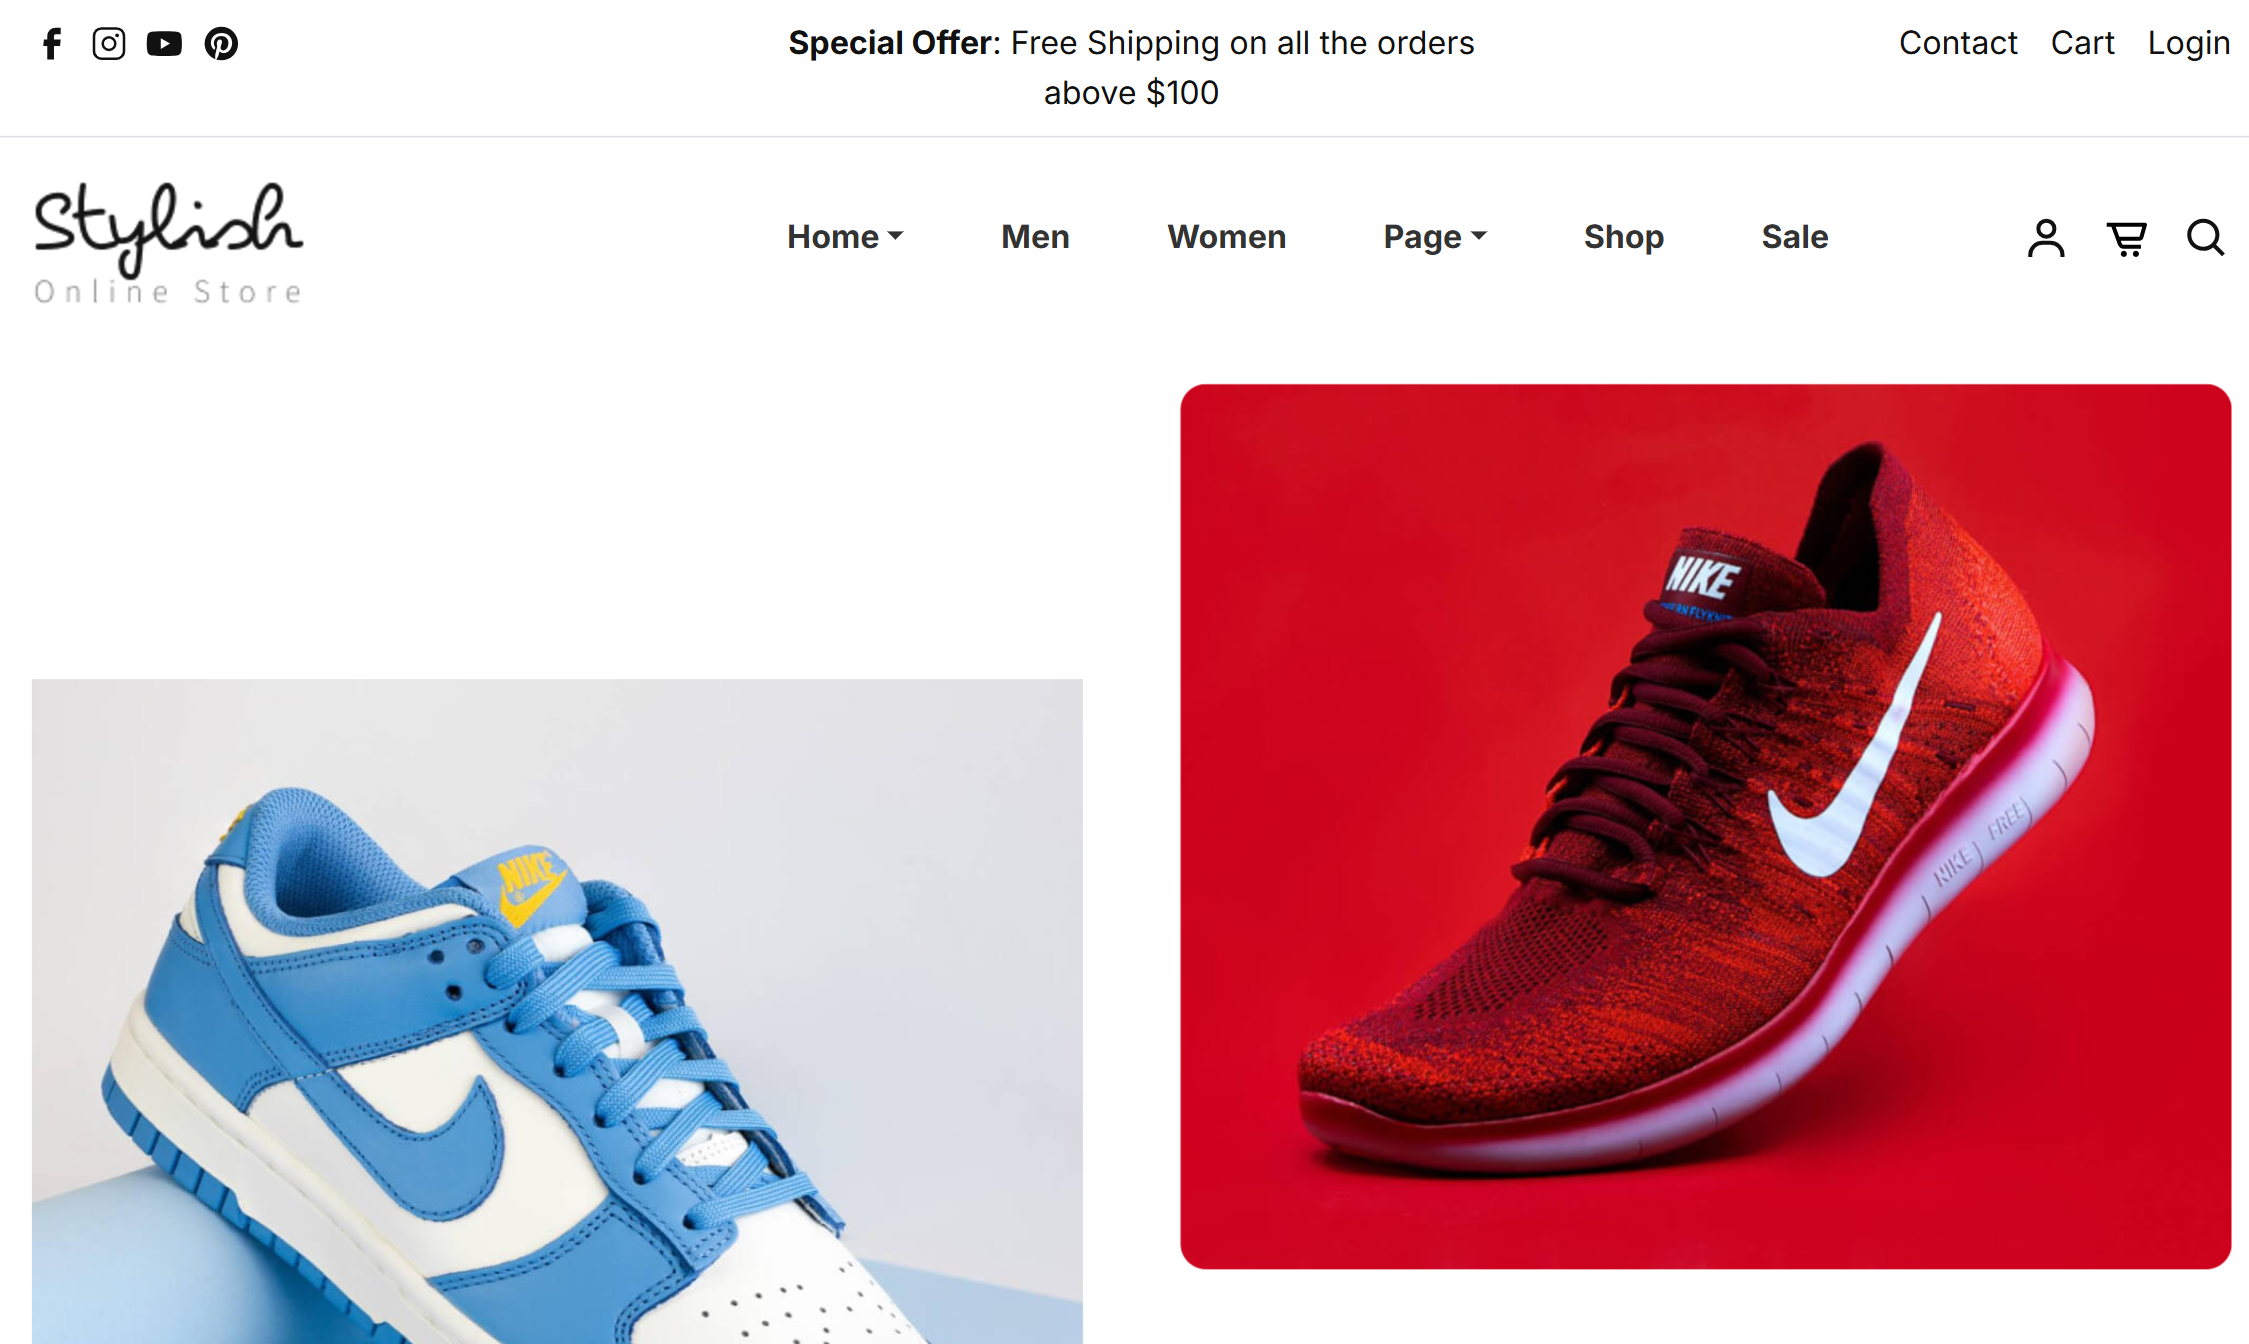 Special Offer: Free Shipping on all the orders
above $100
Contact Cart Login
Stylish
Online Store
Home Men Women Page Shop Sale
NIKE
NIKE FREE
NIKE